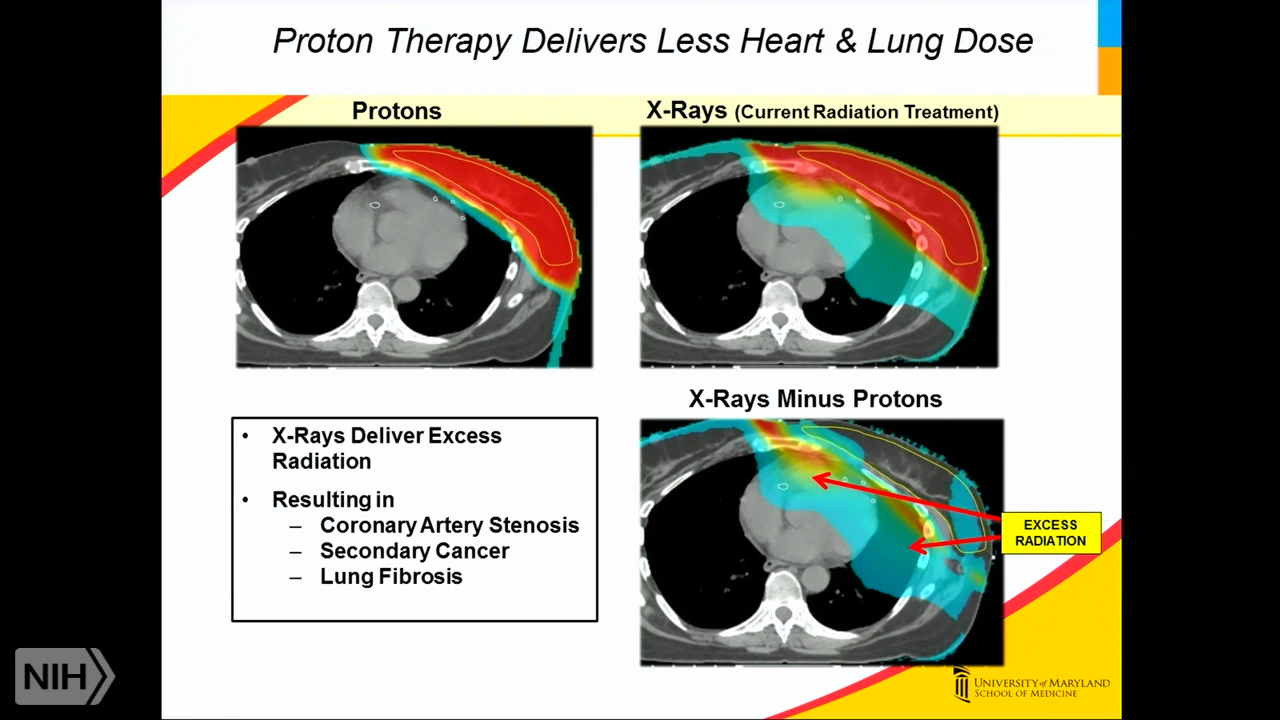 Proton Therapy Delivers Less Heart & Lung Dose
Protons
X-Rays (Current Radiation Treatment)
X-Rays Minus Protons
• X-Rays Deliver Excess
Radiation
• Resulting in
– Coronary Artery Stenosis
– Secondary Cancer
– Lung Fibrosis
EXCESS
RADIATION
NIH
UNIVERSITY of MARYLAND
SCHOOL OF MEDICINE